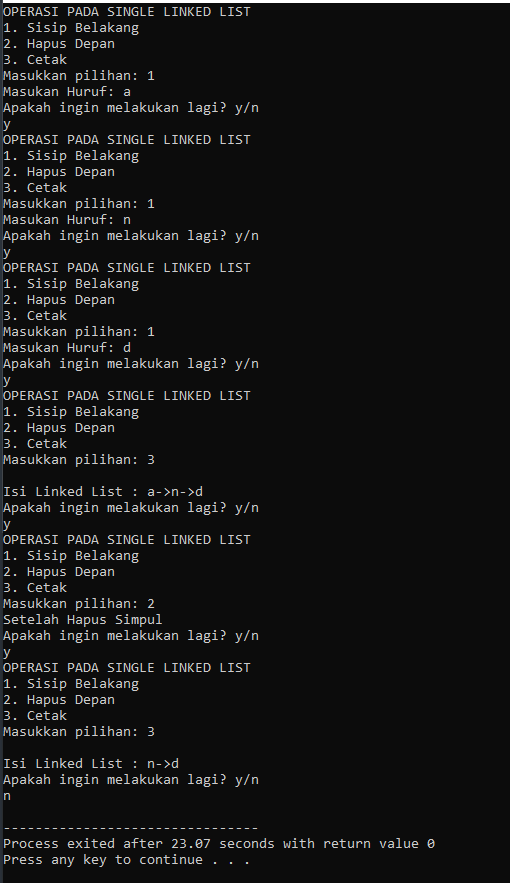 OPERASI PADA SINGLE LINKED LIST
1. Sisip Belakang
2. Hapus Depan
3. Cetak
Masukkan pilihan: 1
Masukan Huruf: a
Apakah ingin melakukan lagi? y/n
y
OPERASI PADA SINGLE LINKED LIST
1. Sisip Belakang
2. Hapus Depan
3. Cetak
Masukkan pilihan: 1
Masukan Huruf: n
Apakah ingin melakukan lagi? y/n
y
OPERASI PADA SINGLE LINKED LIST
1. Sisip Belakang
2. Hapus Depan
3. Cetak
Masukkan pilihan: 1
Masukan Huruf: d
Apakah ingin melakukan lagi? y/n
y
OPERASI PADA SINGLE LINKED LIST
1. Sisip Belakang
2. Hapus Depan
3. Cetak
Masukkan pilihan: 3
Isi Linked List : a->n->d
Apakah ingin melakukan lagi? y/n
y
OPERASI PADA SINGLE LINKED LIST
1. Sisip Belakang
2. Hapus Depan
3. Cetak
Masukkan pilihan: 2
Setelah Hapus Simpul
Apakah ingin melakukan lagi? y/n
y
OPERASI PADA SINGLE LINKED LIST
1. Sisip Belakang
2. Hapus Depan
3. Cetak
Masukkan pilihan: 3
Isi Linked List : n->d
Apakah ingin melakukan lagi? y/n
n
--------------------------------
Process exited after 23.07 seconds with return value 0
Press any key to continue . . .